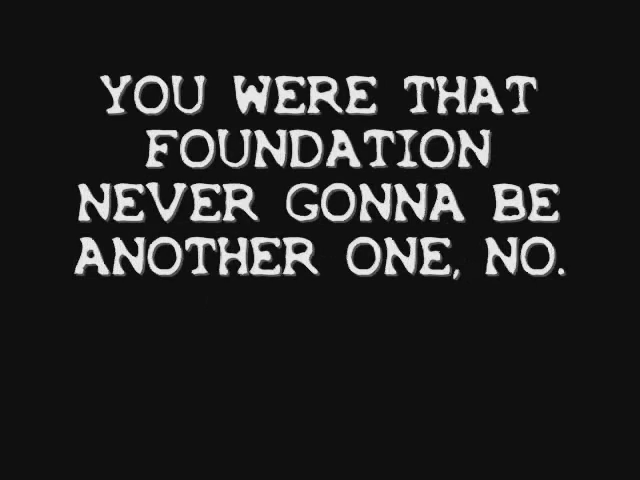 YOU WERE THAT
FOUNDATION
NEVER GONNA BE
ANOTHER ONE, NO.